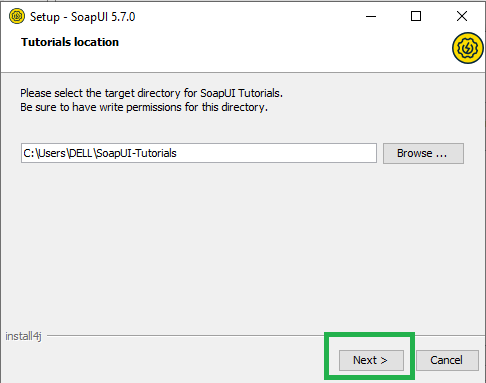 Setup - SoapUI 5.7.0
Tutorials location
Please select the target directory for SoapUI Tutorials.
Be sure to have write permissions for this directory.
C:\Users\DELL\SoapUI-Tutorials
Browse ...
install4j
Next >
Cancel